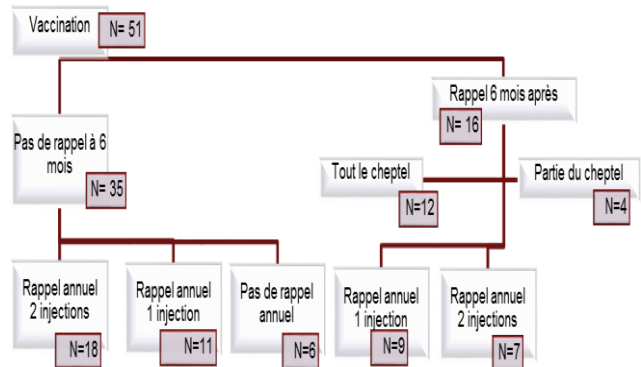 Vaccination
N= 51
Rappel 6 mois après
N= 16
Pas de rappel à 6
mois
N= 35
Tout le cheptel
N=12
Partie du cheptel
N=4
Rappel annuel
2 injections
N=18
Rappel annuel
1 injection
N=11
Pas de rappel
annuel
N=6
Rappel annuel
1 injection
N=9
Rappel annuel
2 injections
N=7